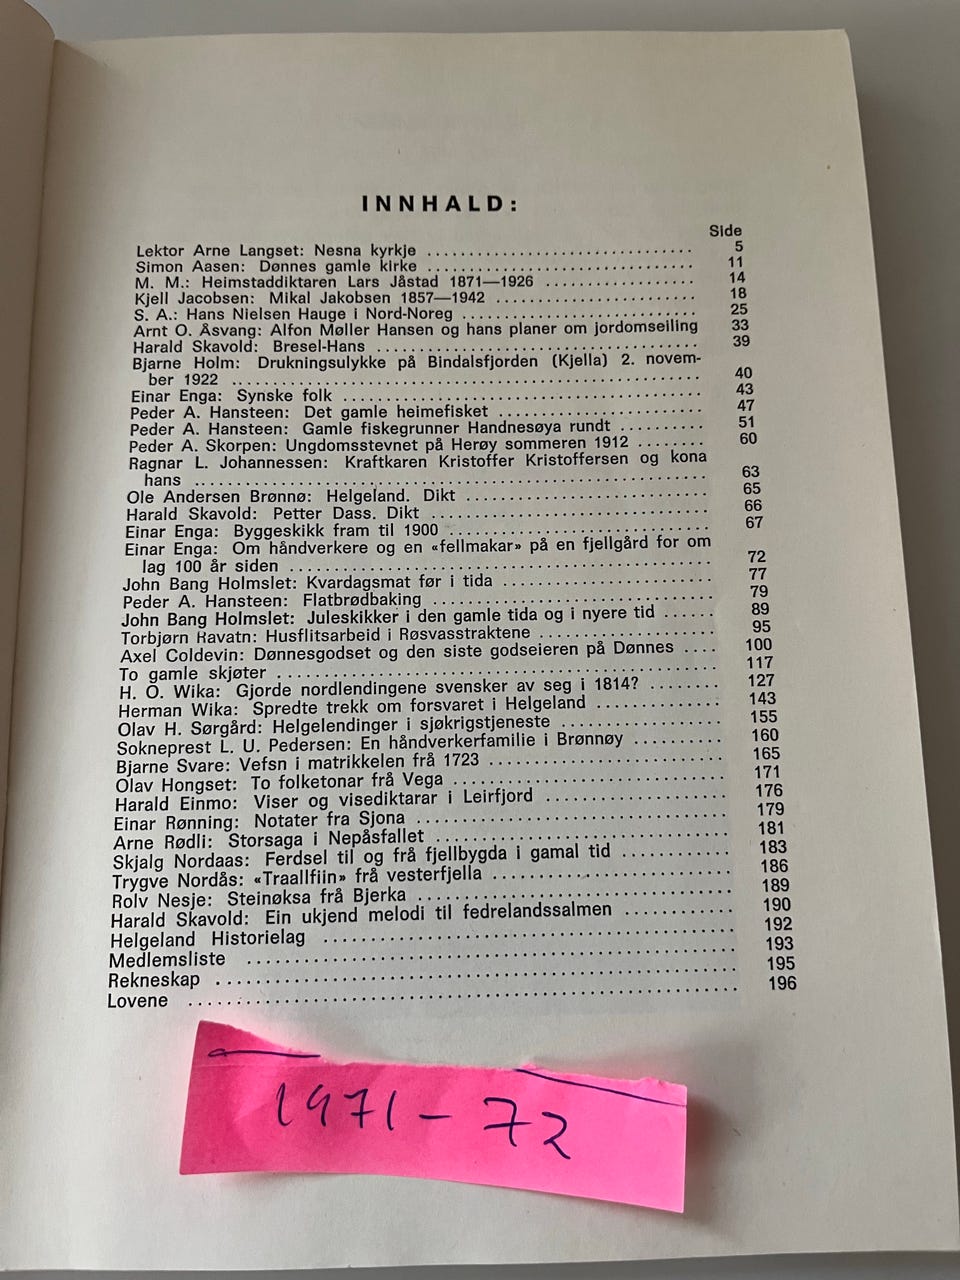 INNHALD:
Side
Lektor Arne Langset: Nesna kyrkje .......................... 5
Simon Aasen: Dønnes gamle kirke .......................... 11
M. M.: Heimstaddiktaren Lars Jåstad 1871—1926 .............. 14
Kjell Jacobsen: Mikal Jakobsen 1857—1942 .................... 18
S. A.: Hans Nielsen Hauge i Nord-Noreg ...................... 25
Arnt O. Åsvang: Alfon Møller Hansen og hans planer om jordomseiling 33
Harald Skavold: Bresel-Hans ................................ 39
Bjarne Holm: Drukningsulykke på Bindalsfjorden (Kjella) 2. novem-
ber 1922 .............................................. 40
Einar Enga: Synske folk .................................... 43
Peder A. Hansteen: Det gamle heimefisket .................... 47
Peder A. Hansteen: Gamle fiskegrunner Handnesøya rundt .......... 51
Peder A. Skorpen: Ungdomsstevnet på Herøy sommeren 1912 ........ 60
Ragnar L. Johannessen: Kraftkaren Kristoffer Kristoffersen og kona
hans .................................................. 63
Ole Andersen Brønnø: Helgeland. Dikt ........................ 65
Harald Skavold: Petter Dass. Dikt ............................ 66
Einar Enga: Byggeskikk fram til 1900 .......................... 67
Einar Enga: Om håndverkere og en «fellmakar» på en fjellgård for om
lag 100 år siden ........................................ 72
John Bang Holmslet: Kvardagsmat før i tida .................... 77
Peder A. Hansteen: Flatbrødbaking ............................ 79
John Bang Holmslet: Juleskikker i den gamle tida og i nyere tid ...... 89
Torbjørn Ravatn: Husflitsarbeid i Røsvasstraktene ................ 95
Axel Coldevin: Dønnesgodset og den siste godseieren på Dønnes .... 100
To gamle skjøter .......................................... 117
H. O. Wika: Gjorde nordlendingene svensker av seg i 1814? ........ 127
Herman Wika: Spredte trekk om forsvaret i Helgeland .............. 143
Olav H. Sørgård: Helgelendinger i sjøkrigstjeneste ................ 155
Sokneprest L. U. Pedersen: En håndverkerfamilie i Brønnøy .......... 160
Bjarne Svare: Vefsn i matrikkelen frå 1723 ...................... 165
Olav Hongset: To folketonar frå Vega .......................... 171
Harald Einmo: Viser og visediktarar i Leirfjord .................... 176
Einar Rønning: Notater fra Sjona .............................. 179
Arne Rødli: Storsaga i Nepåsfallet .............................. 181
Skjalg Nordaas: Ferdsel til og frå fjellbygda i gamal tid ............ 183
Trygve Nordås: «Traallfiin» frå vesterfjella ........................ 186
Rolv Nesje: Steinøksa frå Bjerka ................................ 189
Harald Skavold: Ein ukjend melodi til fedrelandssalmen ............ 190
Helgeland Historielag ........................................ 192
Medlemsliste .............................................. 193
Rekneskap ................................................ 195
Lovene .................................................... 196
1971 - 72